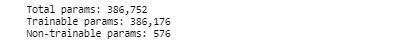 Total params: 386,752
Trainable params: 386,176
Non-trainable params: 576